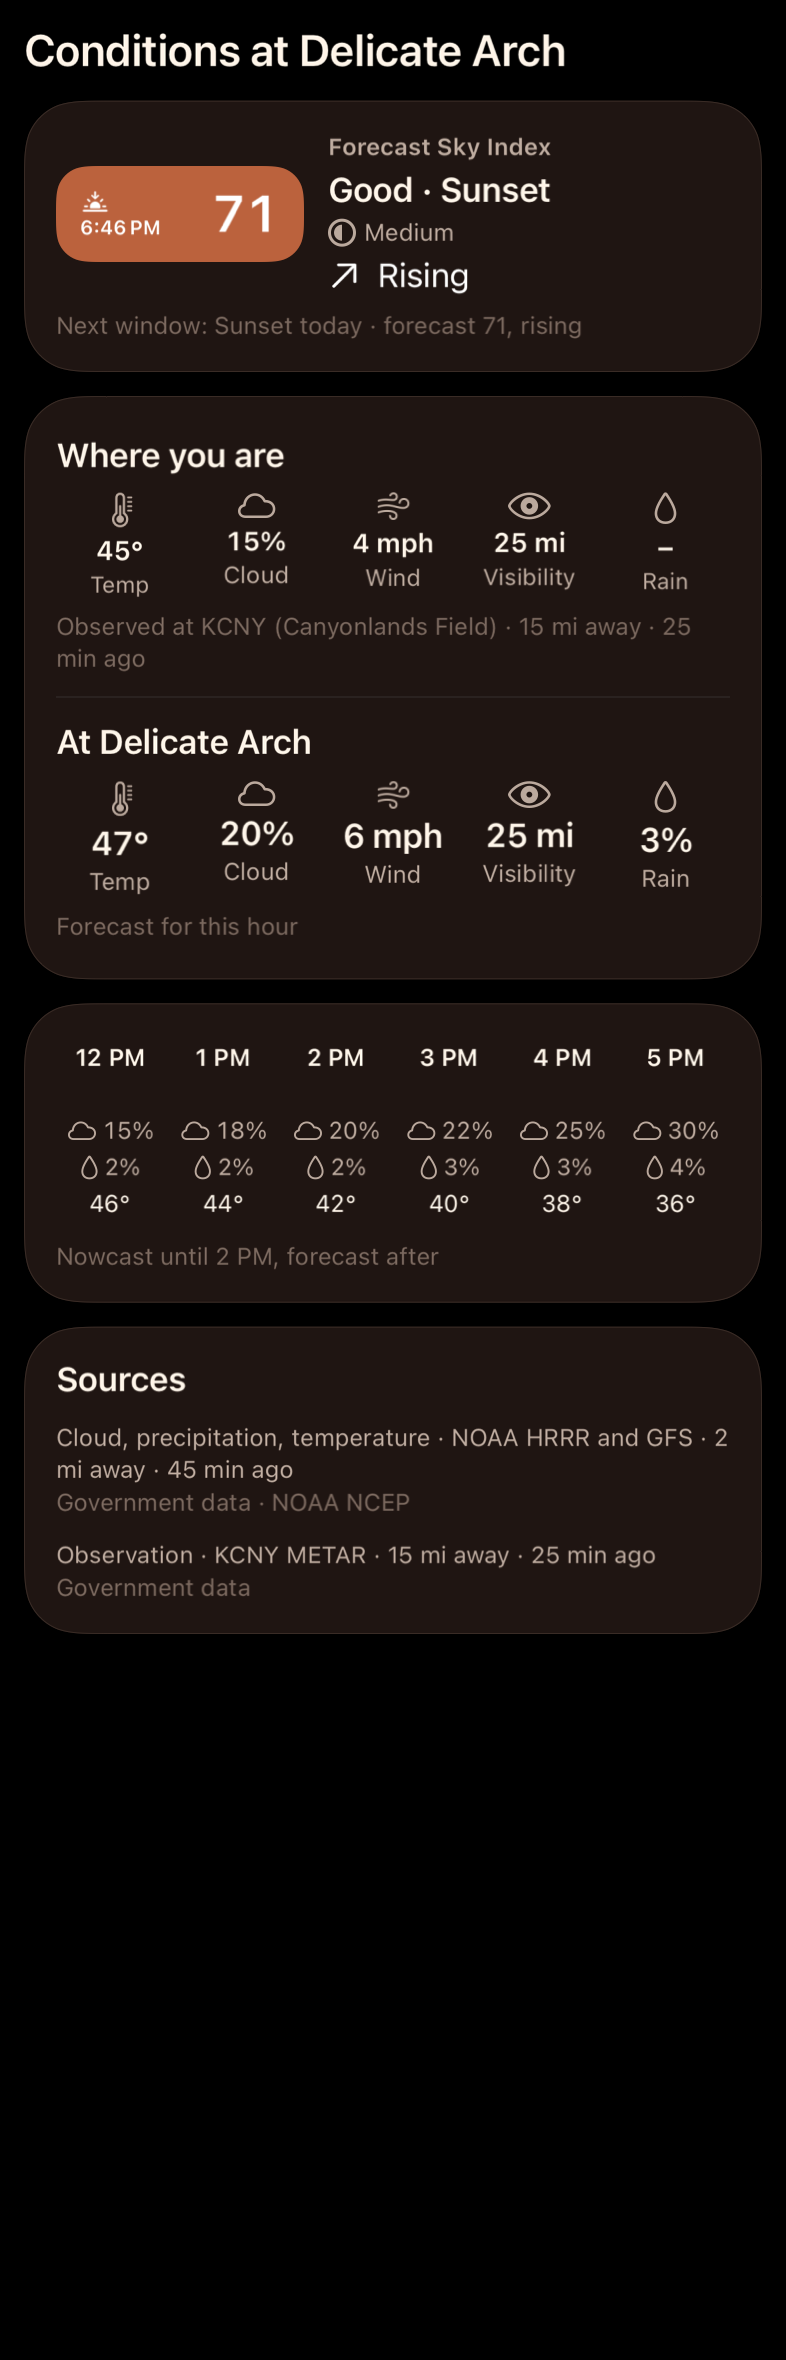 Conditions at Delicate Arch
Forecast Sky Index
6:46 PM
71
Good · Sunset
Medium
Rising
Next window: Sunset today · forecast 71, rising
Where you are
45° 15% 4 mph 25 mi –
Temp Cloud Wind Visibility Rain
Observed at KCNY (Canyonlands Field) · 15 mi away · 25
min ago
At Delicate Arch
47° 20% 6 mph 25 mi 3%
Temp Cloud Wind Visibility Rain
Forecast for this hour
12 PM 1 PM 2 PM 3 PM 4 PM 5 PM
15% 18% 20% 22% 25% 30%
2% 2% 2% 3% 3% 4%
46° 44° 42° 40° 38° 36°
Nowcast until 2 PM, forecast after
Sources
Cloud, precipitation, temperature · NOAA HRRR and GFS · 2
mi away · 45 min ago
Government data · NOAA NCEP
Observation · KCNY METAR · 15 mi away · 25 min ago
Government data